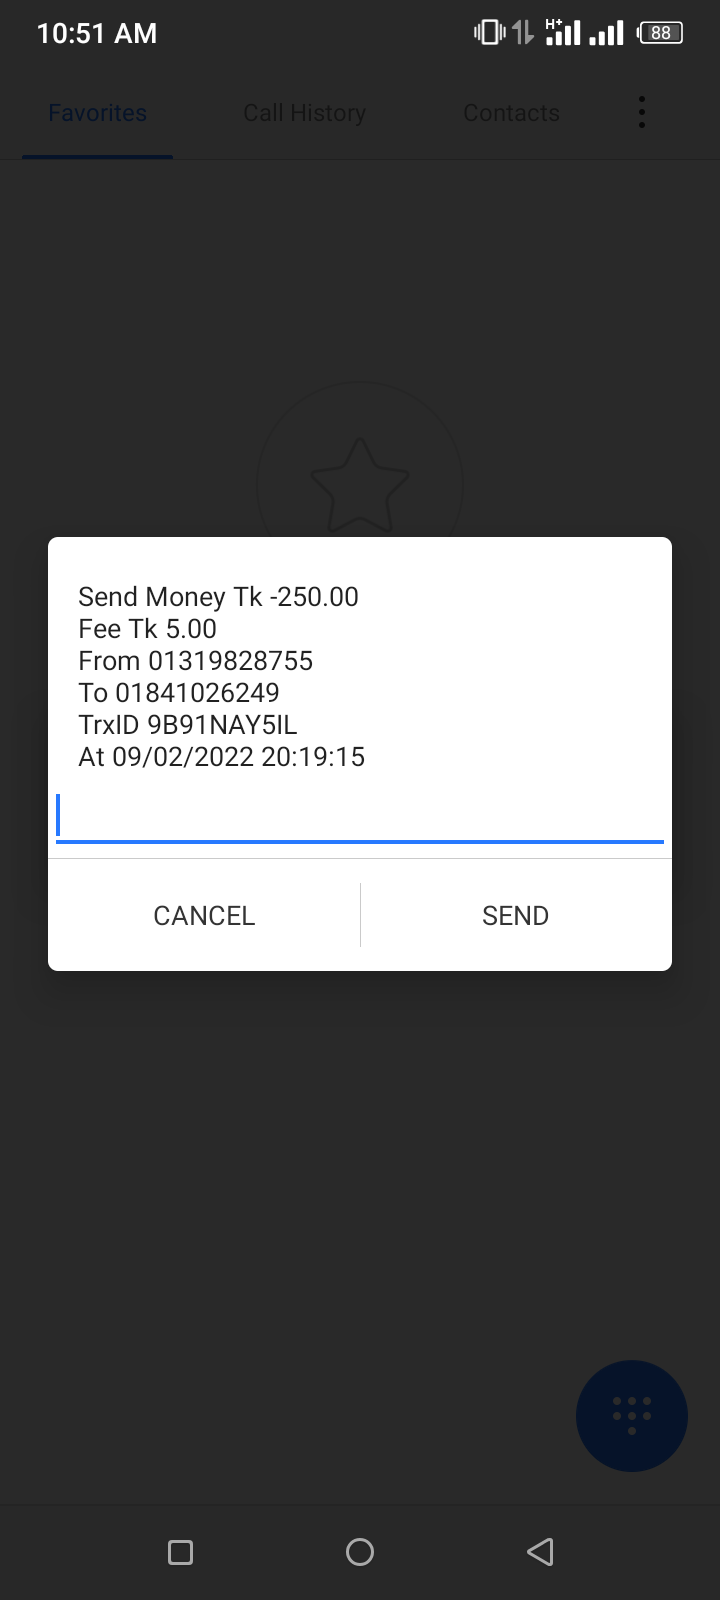 10:51 AM
H+
88
Favorites
Call History
Contacts
Send Money Tk -250.00
Fee Tk 5.00
From 01319828755
To 01841026249
TrxID 9B91NAY5IL
At 09/02/2022 20:19:15
CANCEL
SEND